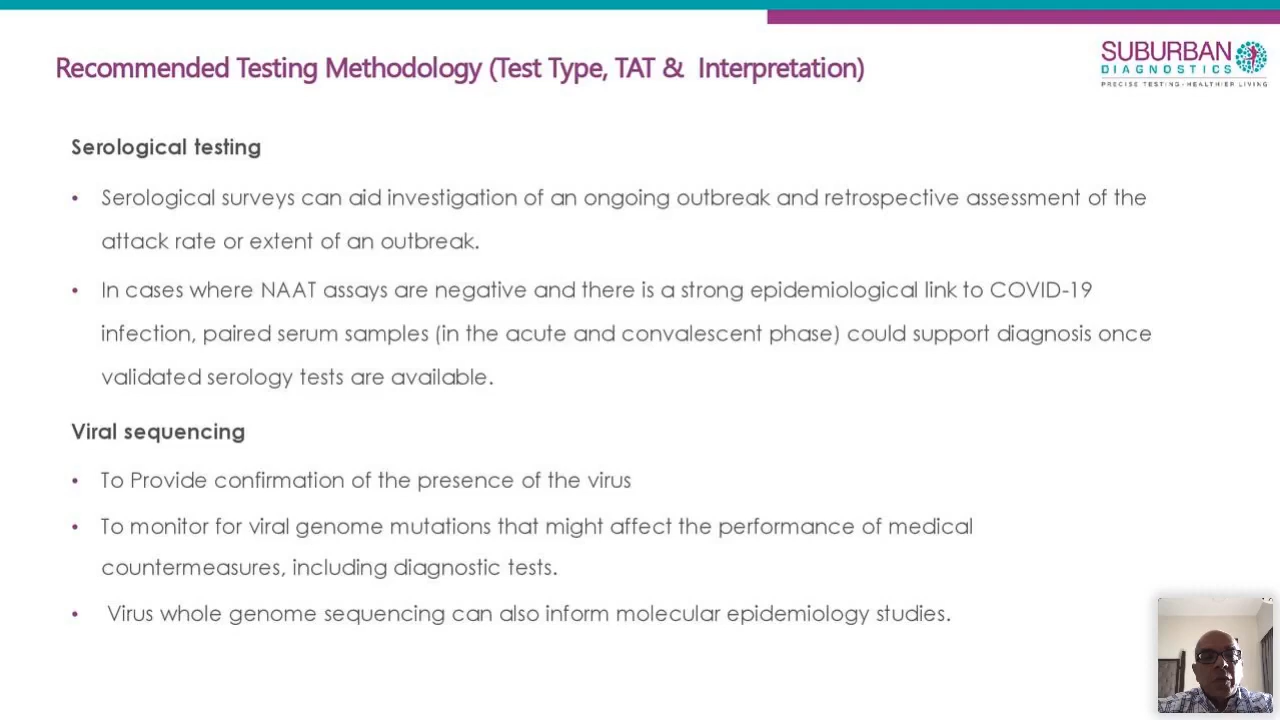 Recommended Testing Methodology (Test Type, TAT & Interpretation)
SUBURBAN
DIAGNOSTICS
PRECISE TESTING-HEALTHIER LIVING
Serological testing
• Serological surveys can aid investigation of an ongoing outbreak and retrospective assessment of the
attack rate or extent of an outbreak.
• In cases where NAAT assays are negative and there is a strong epidemiological link to COVID-19
infection, paired serum samples (in the acute and convalescent phase) could support diagnosis once
validated serology tests are available.
Viral sequencing
• To Provide confirmation of the presence of the virus
• To monitor for viral genome mutations that might affect the performance of medical
countermeasures, including diagnostic tests.
• Virus whole genome sequencing can also inform molecular epidemiology studies.